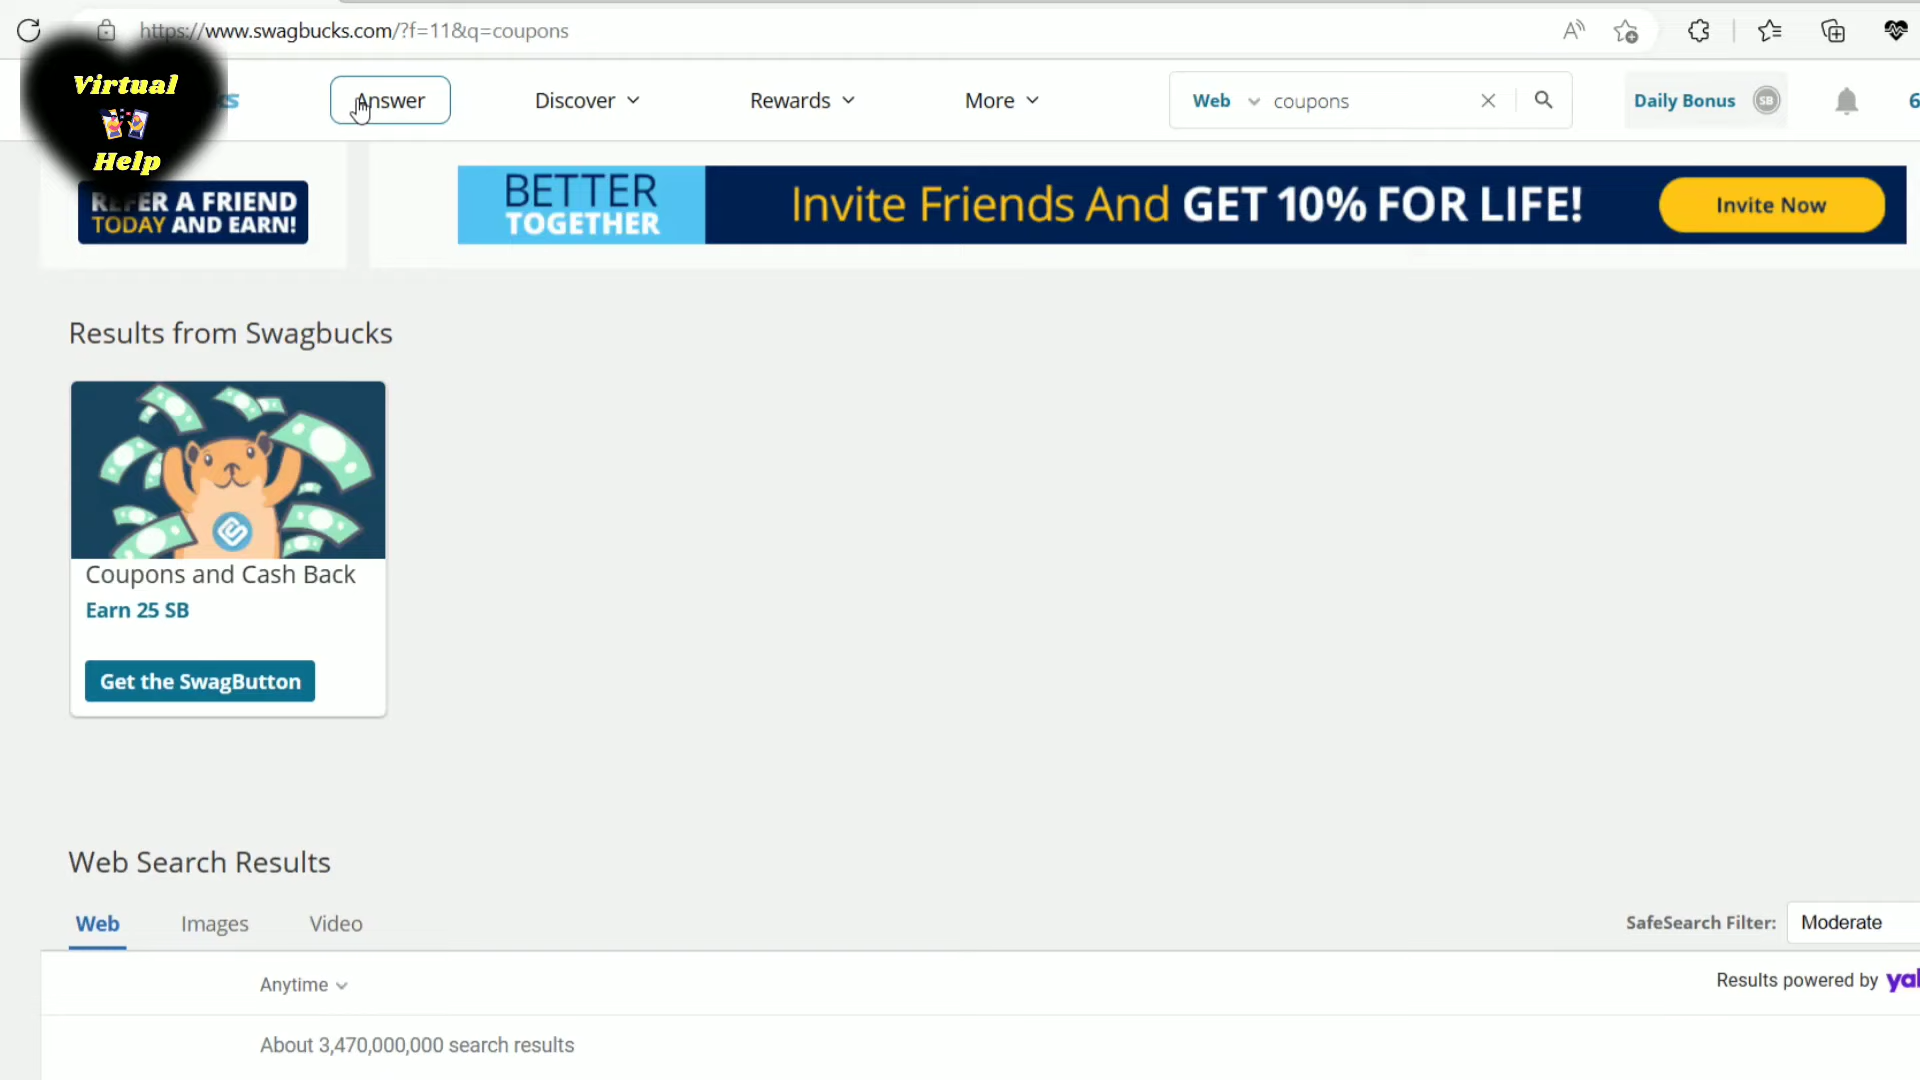 https://www.swagbucks.com/?f=11&q=coupons
Virtual
Help
Answer
Discover
Rewards
More
Web
coupons
Daily Bonus
SB
6
REFER A FRIEND
TODAY AND EARN!
BETTER
TOGETHER
Invite Friends And GET 10% FOR LIFE!
Invite Now
Results from Swagbucks
Coupons and Cash Back
Earn 25 SB
Get the SwagButton
Web Search Results
Web
Images
Video
SafeSearch Filter:
Moderate
Anytime
Results powered by
About 3,470,000,000 search results